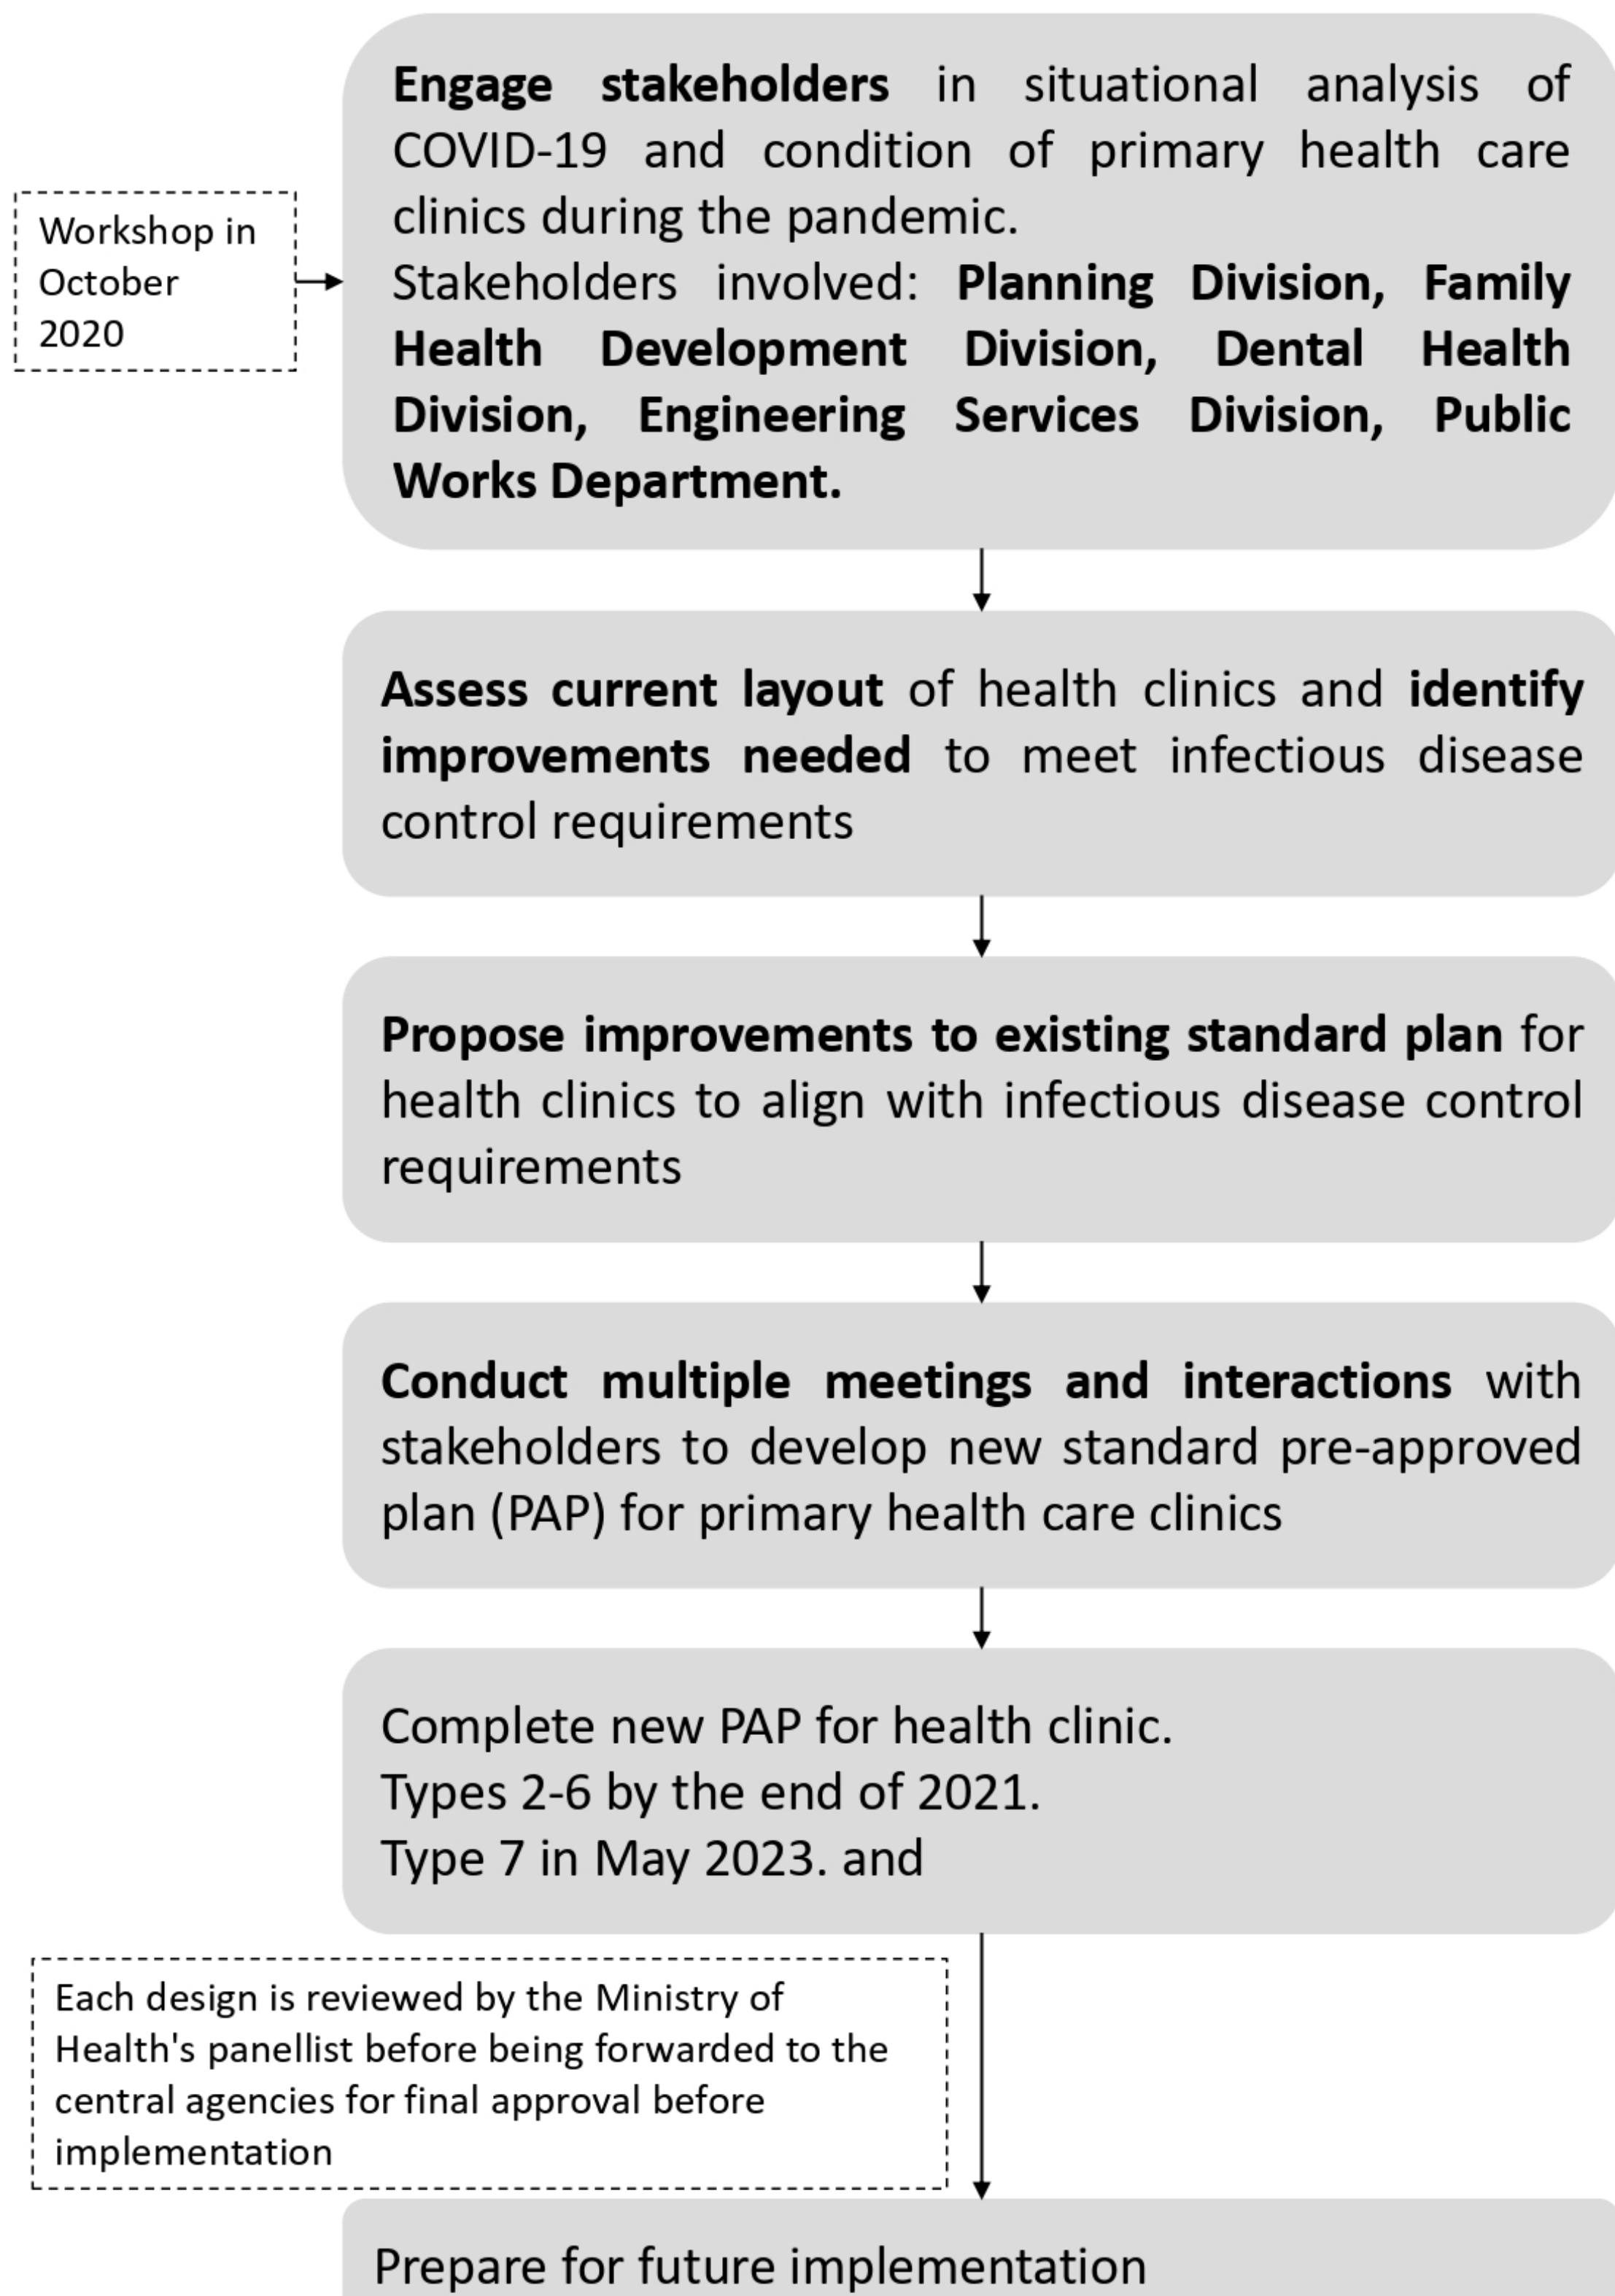 Engage stakeholders in situational analysis of
COVID-19 and condition of primary health care
clinics during the pandemic.
Stakeholders involved: Planning Division, Family
Health Development Division, Dental Health
Division, Engineering Services Division, Public
Works Department.
Workshop in
October
2020
Assess current layout of health clinics and identify
improvements needed to meet infectious disease
control requirements
Propose improvements to existing standard plan for
health clinics to align with infectious disease control
requirements
Conduct multiple meetings and interactions with
stakeholders to develop new standard pre-approved
plan (PAP) for primary health care clinics
Complete new PAP for health clinic.
Types 2-6 by the end of 2021.
Type 7 in May 2023. and
Each design is reviewed by the Ministry of
Health's panellist before being forwarded to the
central agencies for final approval before
implementation
Prepare for future implementation